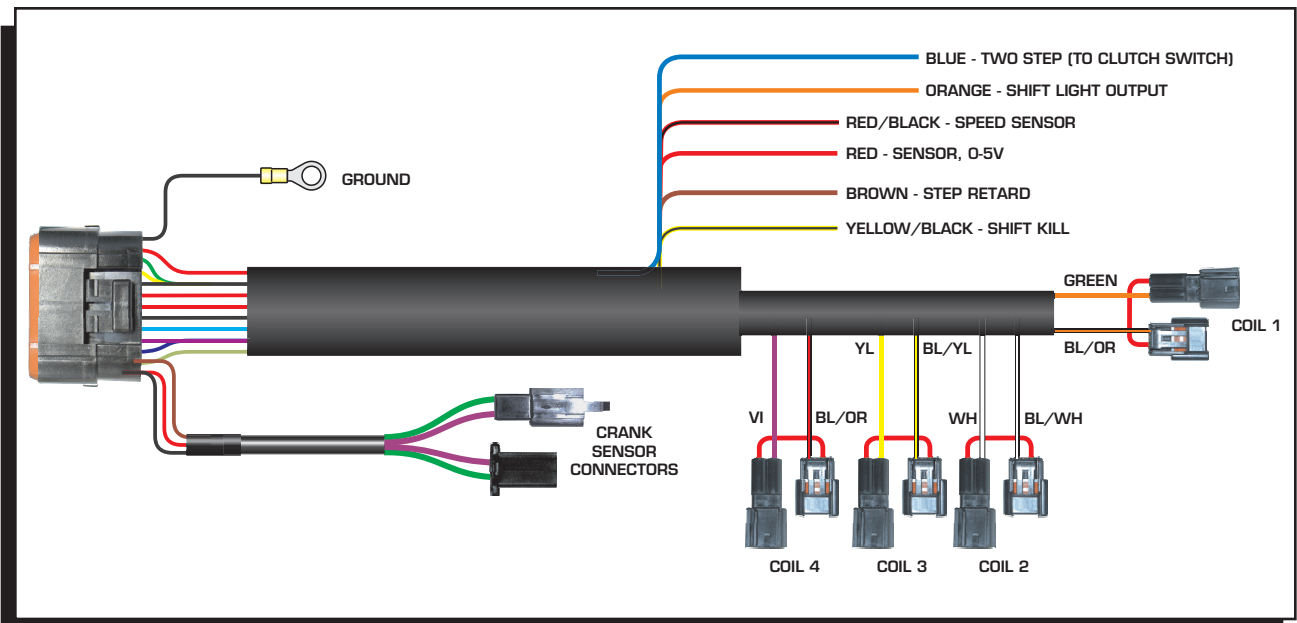 BLUE - TWO STEP (TO CLUTCH SWITCH)
ORANGE - SHIFT LIGHT OUTPUT
RED/BLACK - SPEED SENSOR
RED - SENSOR, 0-5V
BROWN - STEP RETARD
YELLOW/BLACK - SHIFT KILL
GROUND
GREEN
COIL 1
BL/OR
YL
BL/YL
VI
BL/OR
WH
BL/WH
CRANK
SENSOR
CONNECTORS
COIL 4
COIL 3
COIL 2